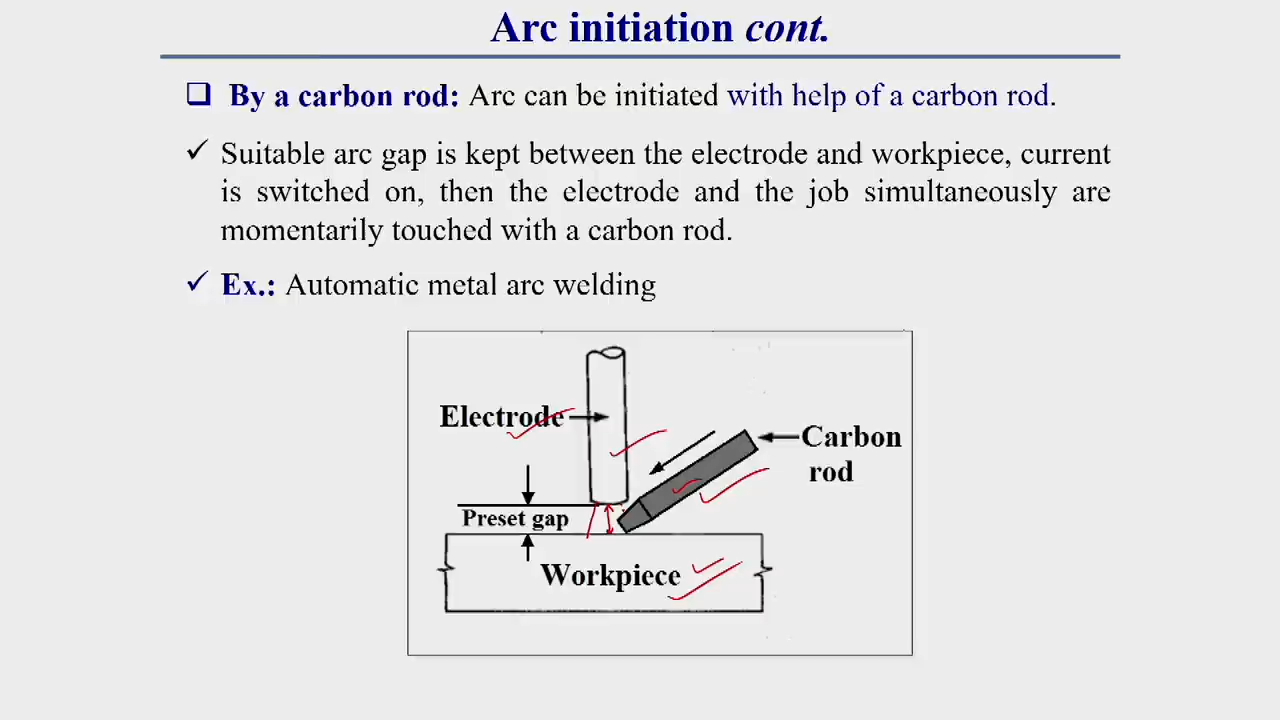 Arc initiation cont.
By a carbon rod: Arc can be initiated with help of a carbon rod.
Suitable arc gap is kept between the electrode and workpiece, current
is switched on, then the electrode and the job simultaneously are
momentarily touched with a carbon rod.
Ex.: Automatic metal arc welding
Electrode
Carbon
rod
Preset gap
Workpiece